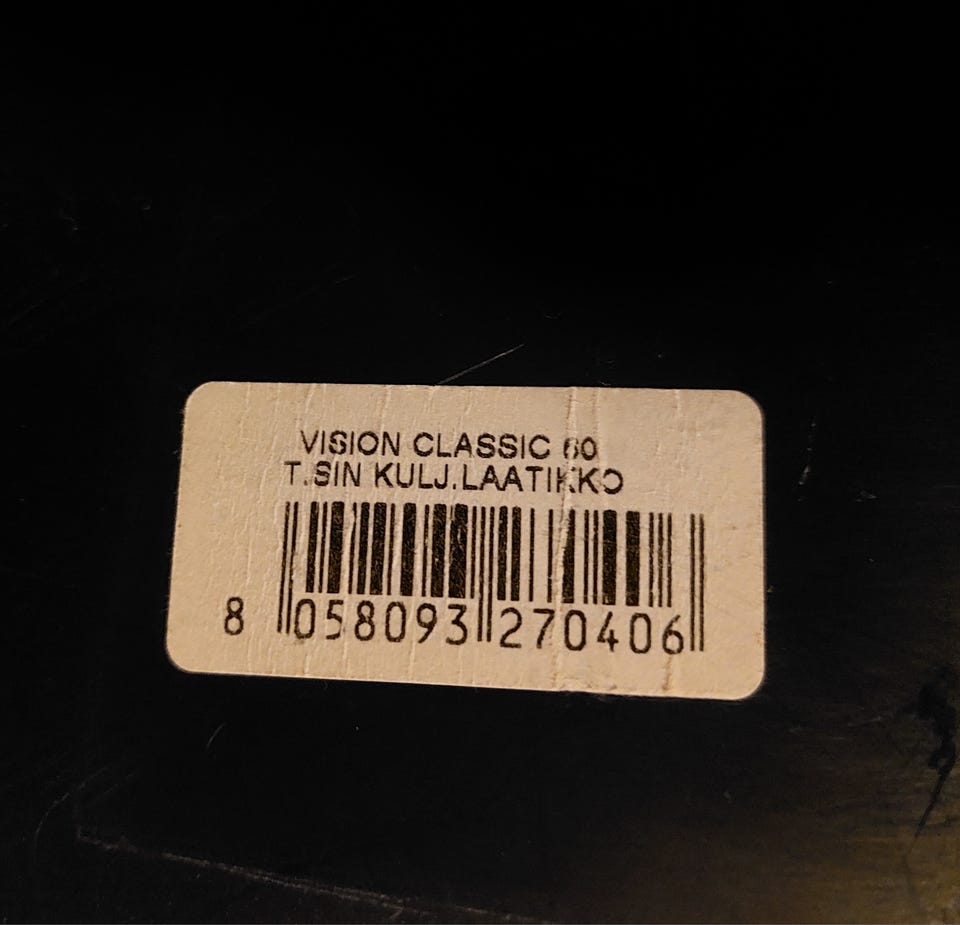 VISION CLASSIC 60
T.SIN KULJ.LAATIKKO
8 058093 270406